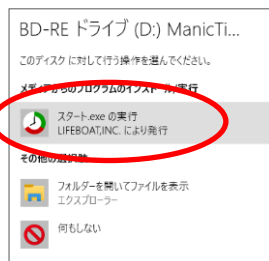 BD-RE ドライブ (D:) ManicTi...
このディスク に対して行う操作を選んでください。
メディアからのプログラムのインストール/実行
スタート.exe の実行
LIFEBOAT,INC. により発行
その他の選択肢
フォルダーを開いてファイルを表示
エクスプローラー
何もしない